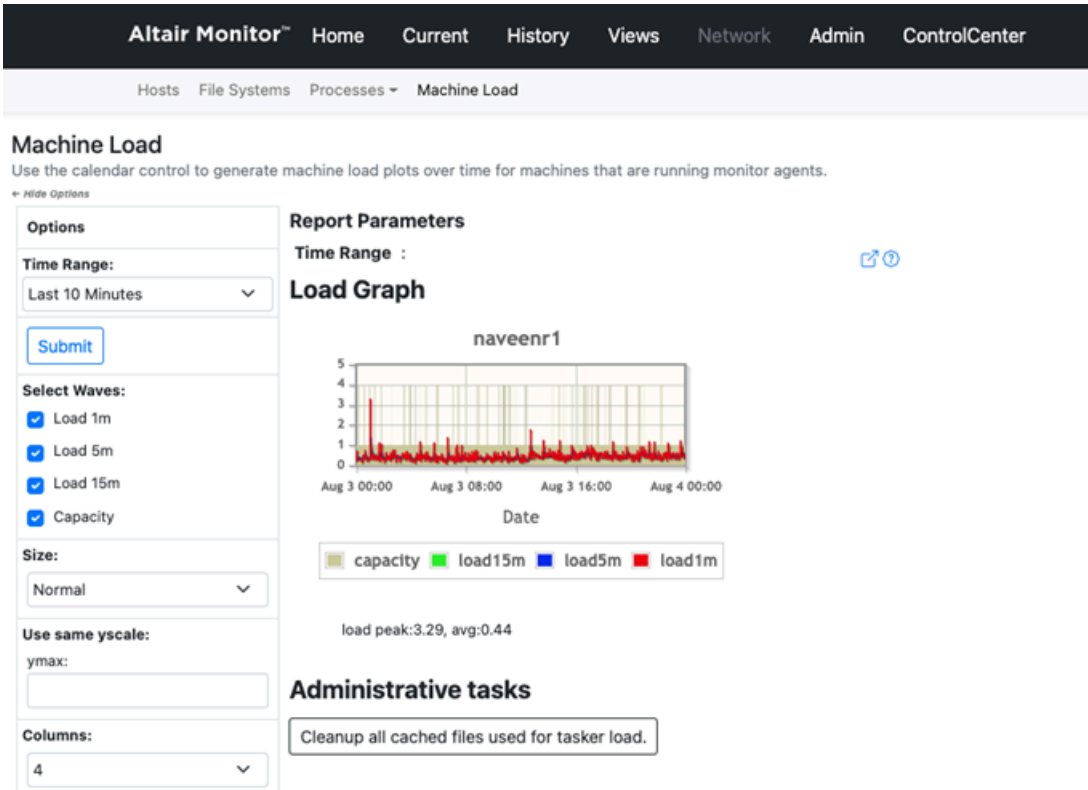 Altair Monitor™ Home Current History Views Network Admin ControlCenter
Hosts File Systems Processes Machine Load
Machine Load
Use the calendar control to generate machine load plots over time for machines that are running monitor agents.
← Hide Options
Options
Time Range:
Last 10 Minutes
Submit
Select Waves:
Load 1m
Load 5m
Load 15m
Capacity
Size:
Normal
Use same yscale:
ymax:
Columns:
4
Report Parameters
Time Range :
Load Graph
naveenr1
5
4
3
2
1
0
Aug 3 00:00 Aug 3 08:00 Aug 3 16:00 Aug 4 00:00
Date
capacity load15m load5m load1m
load peak:3.29, avg:0.44
Administrative tasks
Cleanup all cached files used for tasker load.